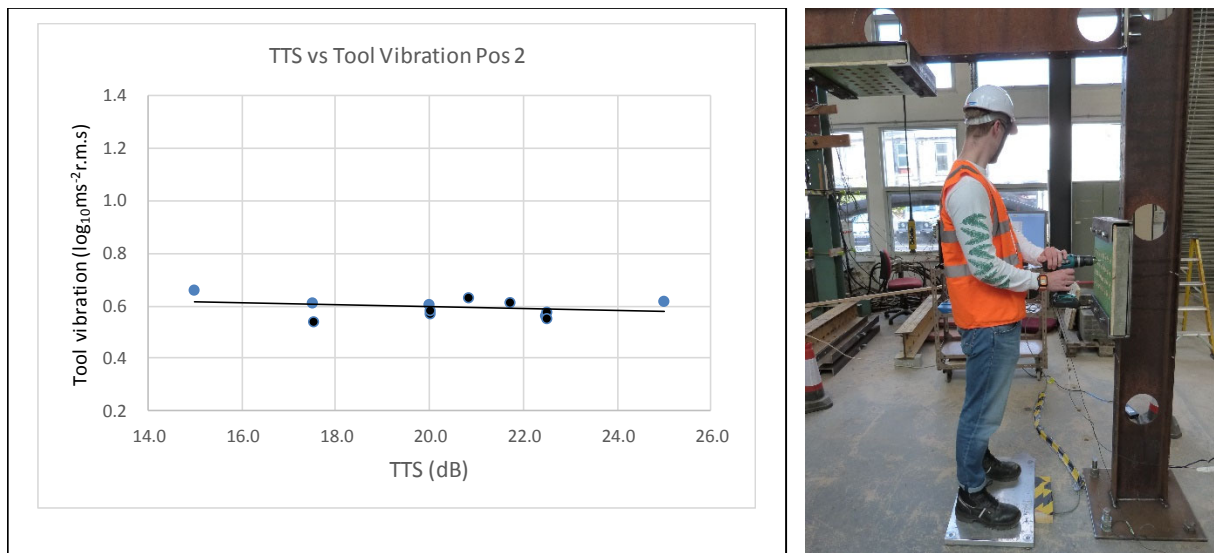 TTS vs Tool Vibration Pos 2
Tool vibration (log₁₀ms⁻²r.m.s)
1.4
1.2
1.0
0.8
0.6
0.4
0.2
14.0 16.0 18.0 20.0 22.0 24.0 26.0
TTS (dB)